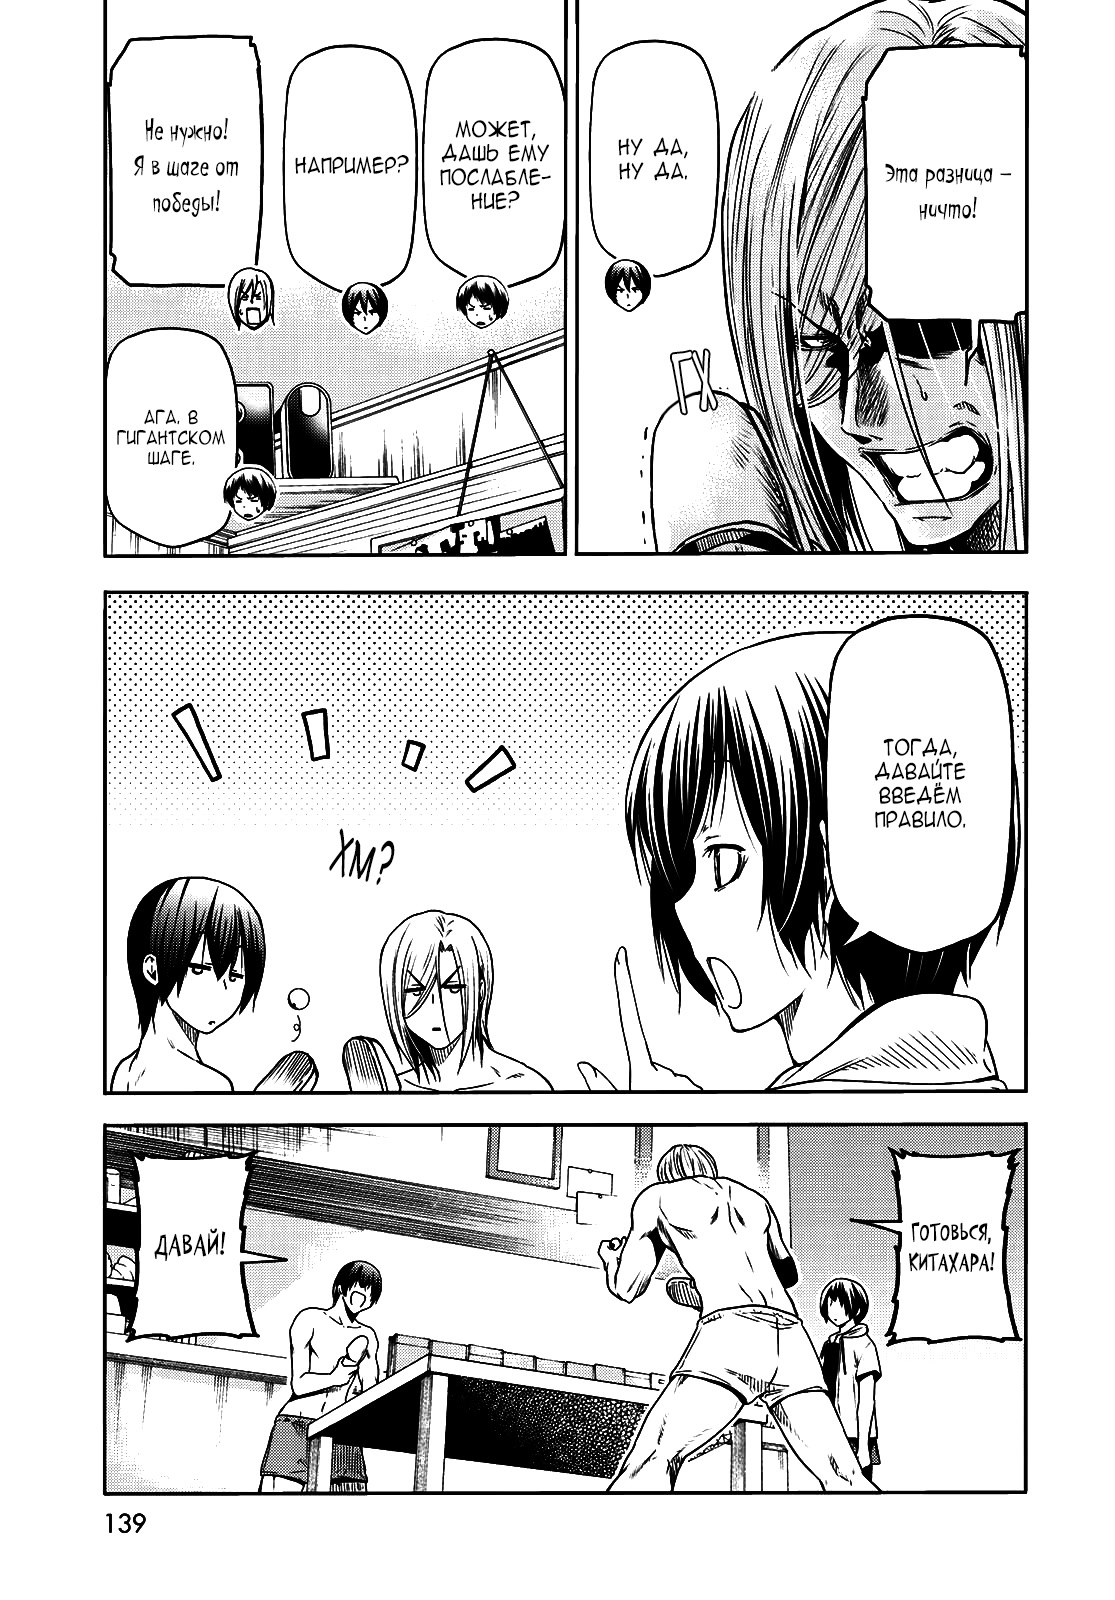 Эта разница –
ничто!
НУ ДА,
НУ ДА.
ГХ
МОЖЕТ,
ДАШЬ ЕМУ
ПОСЛАБЛЕ-
НИЕ?
НАПРИМЕР?
Не нужно!
Я в шаге от
победы!
АГА. В
ГИГАНТСКОМ
ШАГЕ.
ТОГДА,
ДАВАЙТЕ
ВВЕДЁМ
ПРАВИЛО.
ХМ?
ГОТОВЬСЯ,
КИТАХАРА!
ДАВАЙ!
139